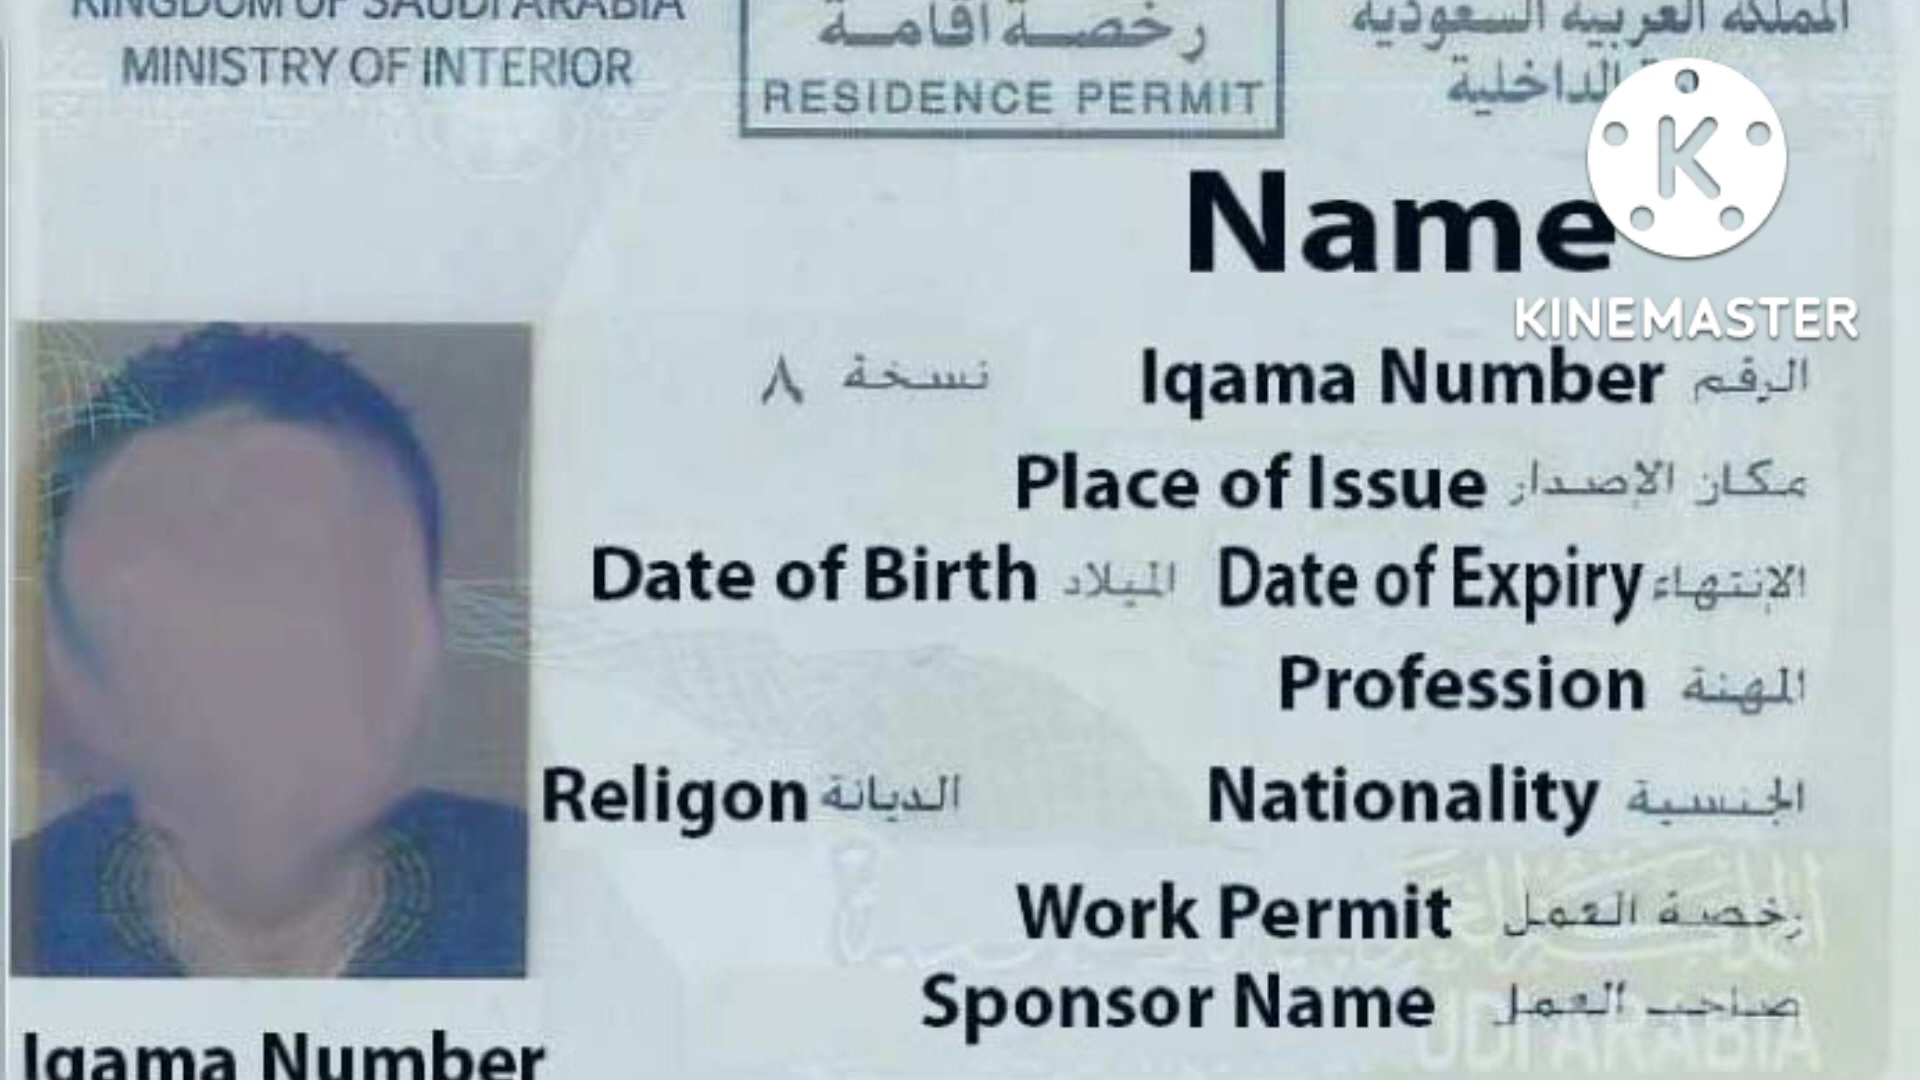 KINGDOM OF SAUDI ARABIA
MINISTRY OF INTERIOR
رخصة اقامة
RESIDENCE PERMIT
المملكة العربية السعودية
الداخلية
Name
KINEMASTER
Iqama Number الرقم
نسخة ٨
Place of Issue مكان الإصدار
Date of Birth الميلاد Date of Expiry الإنتهاء
Profession المهنة
Religon الديانة Nationality الجنسية
Work Permit رخصة العمل
Sponsor Name صاحب العمل
Iqama Number